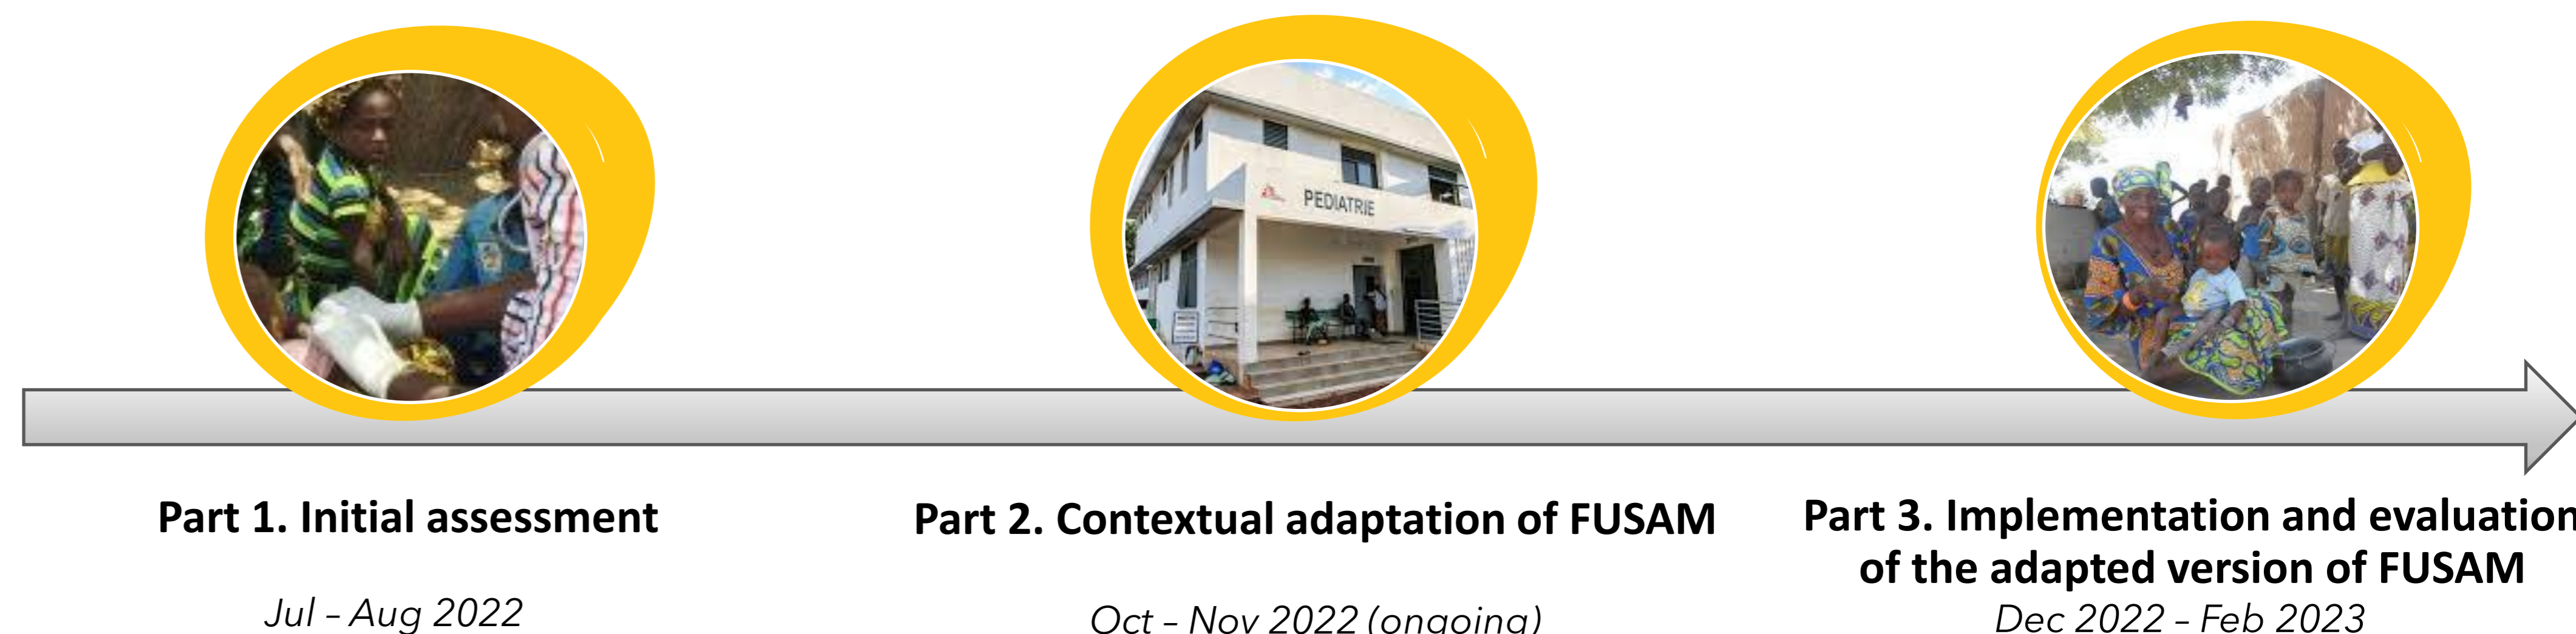 PEDIATRIE
Part 1. Initial assessment
Jul – Aug 2022
Part 2. Contextual adaptation of FUSAM
Oct – Nov 2022 (ongoing)
Part 3. Implementation and evaluation
of the adapted version of FUSAM
Dec 2022 – Feb 2023